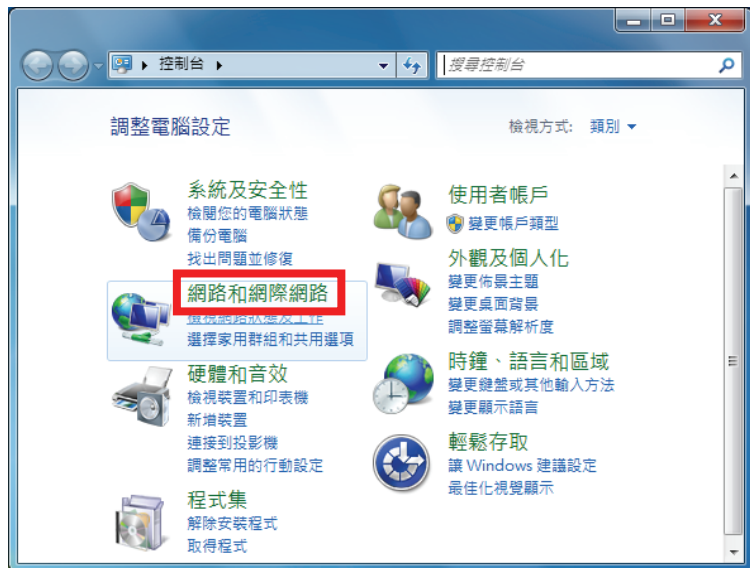 控制台
搜尋控制台
調整電腦設定
檢視方式: 類別
系統及安全性
檢閱您的電腦狀態
備份電腦
找出問題並修復
網路和網際網路
檢視網路狀態及工作
選擇家用群組和共用選項
硬體和音效
檢視裝置和印表機
新增裝置
連接到投影機
調整常用的行動設定
程式集
解除安裝程式
取得程式
使用者帳戶
變更帳戶類型
外觀及個人化
變更佈景主題
變更桌面背景
調整螢幕解析度
時鐘、語言和區域
變更鍵盤或其他輸入方法
變更顯示語言
輕鬆存取
讓 Windows 建議設定
最佳化視覺顯示